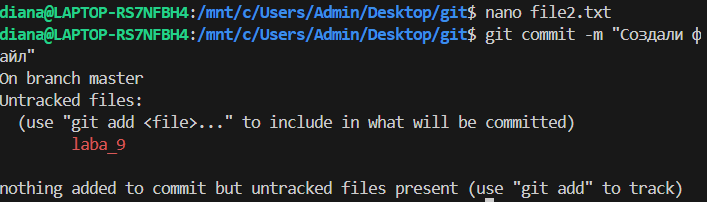 diana@LAPTOP-RS7NFBH4:/mnt/c/Users/Admin/Desktop/git$ nano file2.txt
diana@LAPTOP-RS7NFBH4:/mnt/c/Users/Admin/Desktop/git$ git commit -m "Создали ф
айл"
On branch master
Untracked files:
  (use "git add <file>..." to include in what will be committed)
        laba_9

nothing added to commit but untracked files present (use "git add" to track)